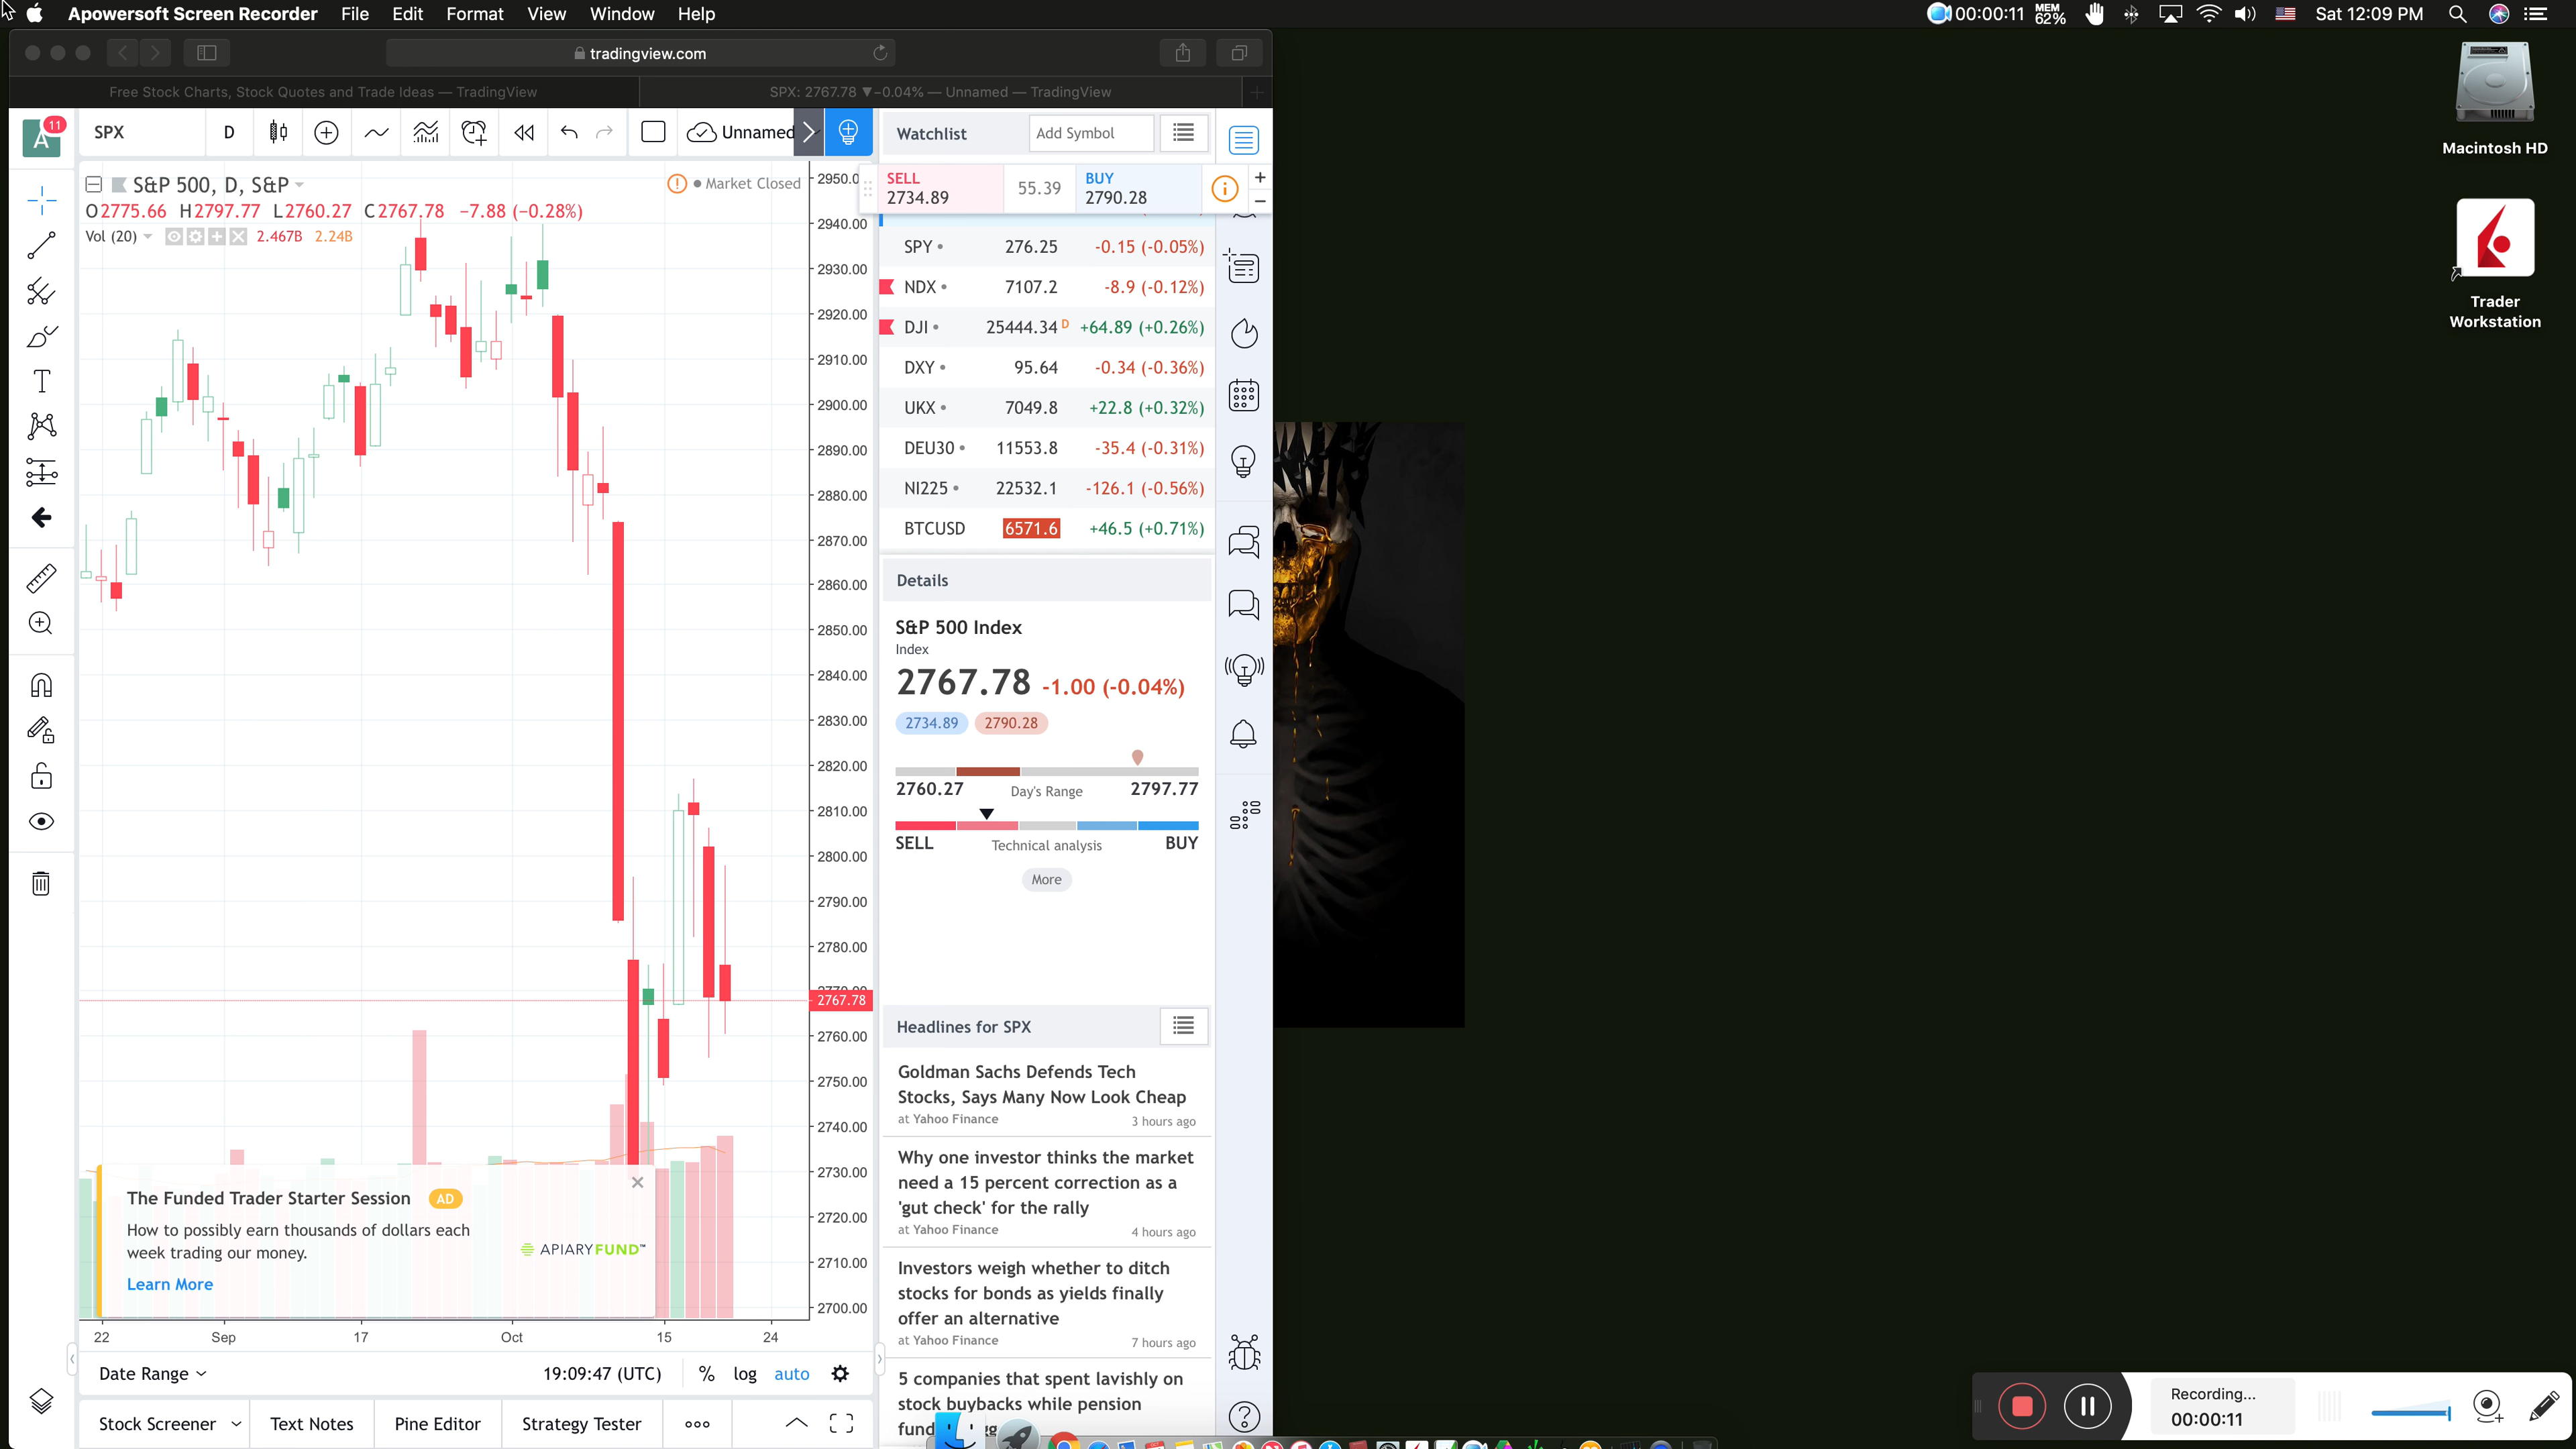 Apowersoft Screen Recorder File Edit Format View Window Help
00:00:11 MEM 62% Sat 12:09 PM
tradingview.com
Free Stock Charts, Stock Quotes and Trade Ideas — TradingView
SPX: 2767.78 ▼−0.04% — Unnamed — TradingView
A 11
SPX D Unnamed
S&P 500, D, S&P
Market Closed
O2775.66 H2797.77 L2760.27 C2767.78 −7.88 (−0.28%)
Vol (20) 2.467B 2.24B
2940.00
2930.00
2920.00
2910.00
2900.00
2890.00
2880.00
2870.00
2860.00
2850.00
2840.00
2830.00
2820.00
2810.00
2800.00
2790.00
2780.00
2767.78
2760.00
2750.00
2740.00
2730.00
2720.00
2710.00
2700.00
22 Sep 17 Oct 15 24
The Funded Trader Starter Session AD
How to possibly earn thousands of dollars each
week trading our money.
APIARYFUND™
Learn More
Date Range 19:09:47 (UTC) % log auto
Stock Screener Text Notes Pine Editor Strategy Tester
Watchlist Add Symbol
SELL
2734.89
55.39
BUY
2790.28
SPY 276.25 -0.15 (-0.05%)
NDX 7107.2 -8.9 (-0.12%)
DJI 25444.34 D +64.89 (+0.26%)
DXY 95.64 -0.34 (-0.36%)
UKX 7049.8 +22.8 (+0.32%)
DEU30 11553.8 -35.4 (-0.31%)
NI225 22532.1 -126.1 (-0.56%)
BTCUSD 6571.6 +46.5 (+0.71%)
Details
S&P 500 Index
Index
2767.78 -1.00 (-0.04%)
2734.89 2790.28
2760.27 Day's Range 2797.77
SELL Technical analysis BUY
More
Headlines for SPX
Goldman Sachs Defends Tech
Stocks, Says Many Now Look Cheap
at Yahoo Finance 3 hours ago
Why one investor thinks the market
need a 15 percent correction as a
'gut check' for the rally
at Yahoo Finance 4 hours ago
Investors weigh whether to ditch
stocks for bonds as yields finally
offer an alternative
at Yahoo Finance 7 hours ago
5 companies that spent lavishly on
stock buybacks while pension
Macintosh HD
Trader
Workstation
Recording...
00:00:11